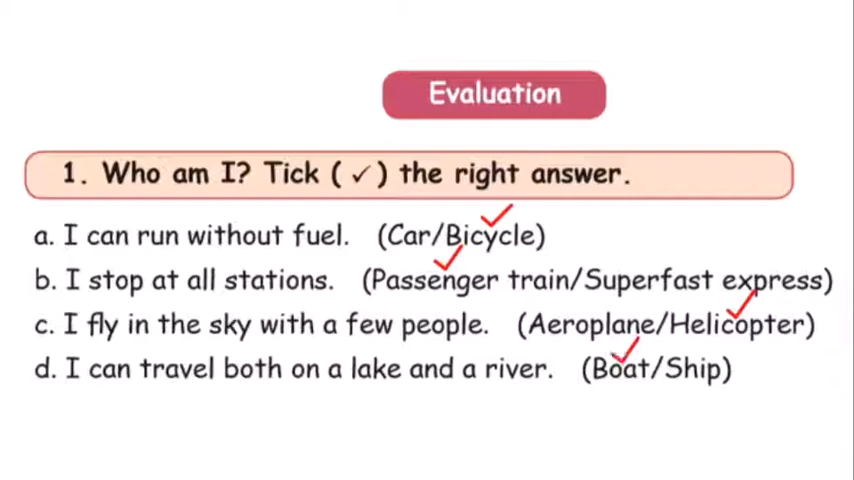 Evaluation
1. Who am I? Tick ( ✓ ) the right answer.
a. I can run without fuel. (Car/Bicycle)
b. I stop at all stations. (Passenger train/Superfast express)
c. I fly in the sky with a few people. (Aeroplane/Helicopter)
d. I can travel both on a lake and a river. (Boat/Ship)